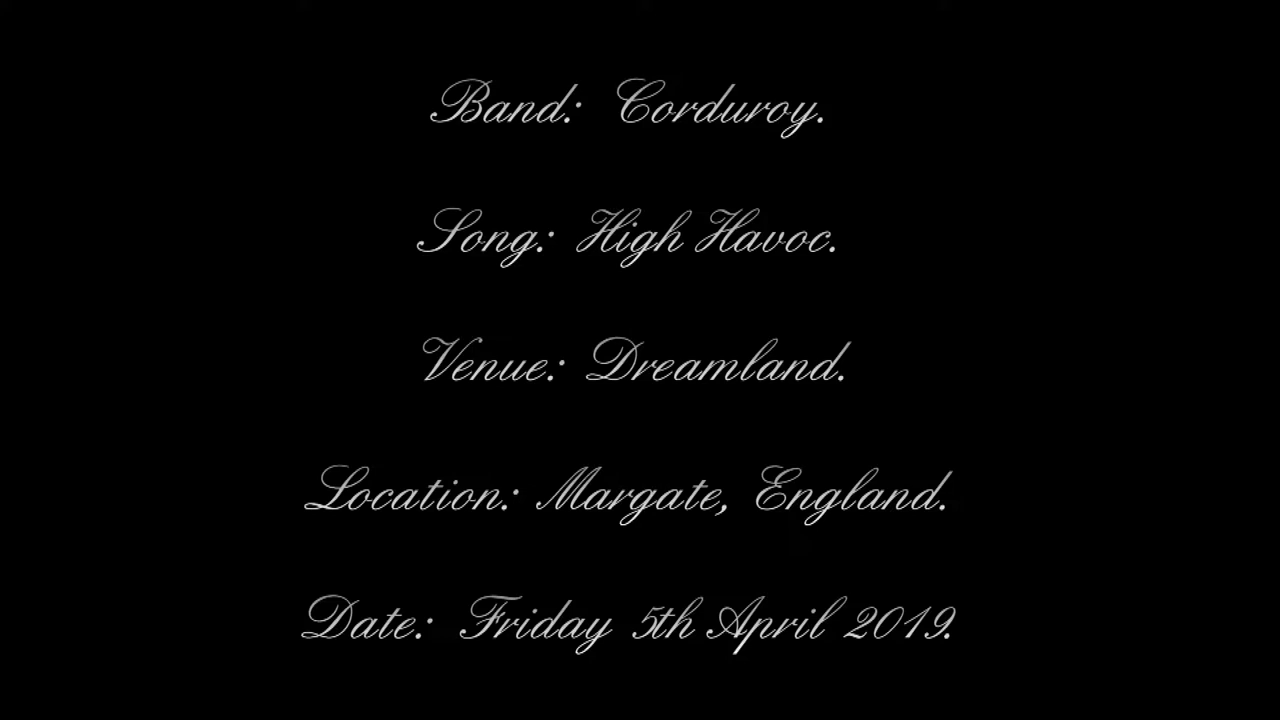 Band: Corduroy.
Song: High Havoc.
Venue: Dreamland.
Location: Margate, England.
Date: Friday 5th April 2019.